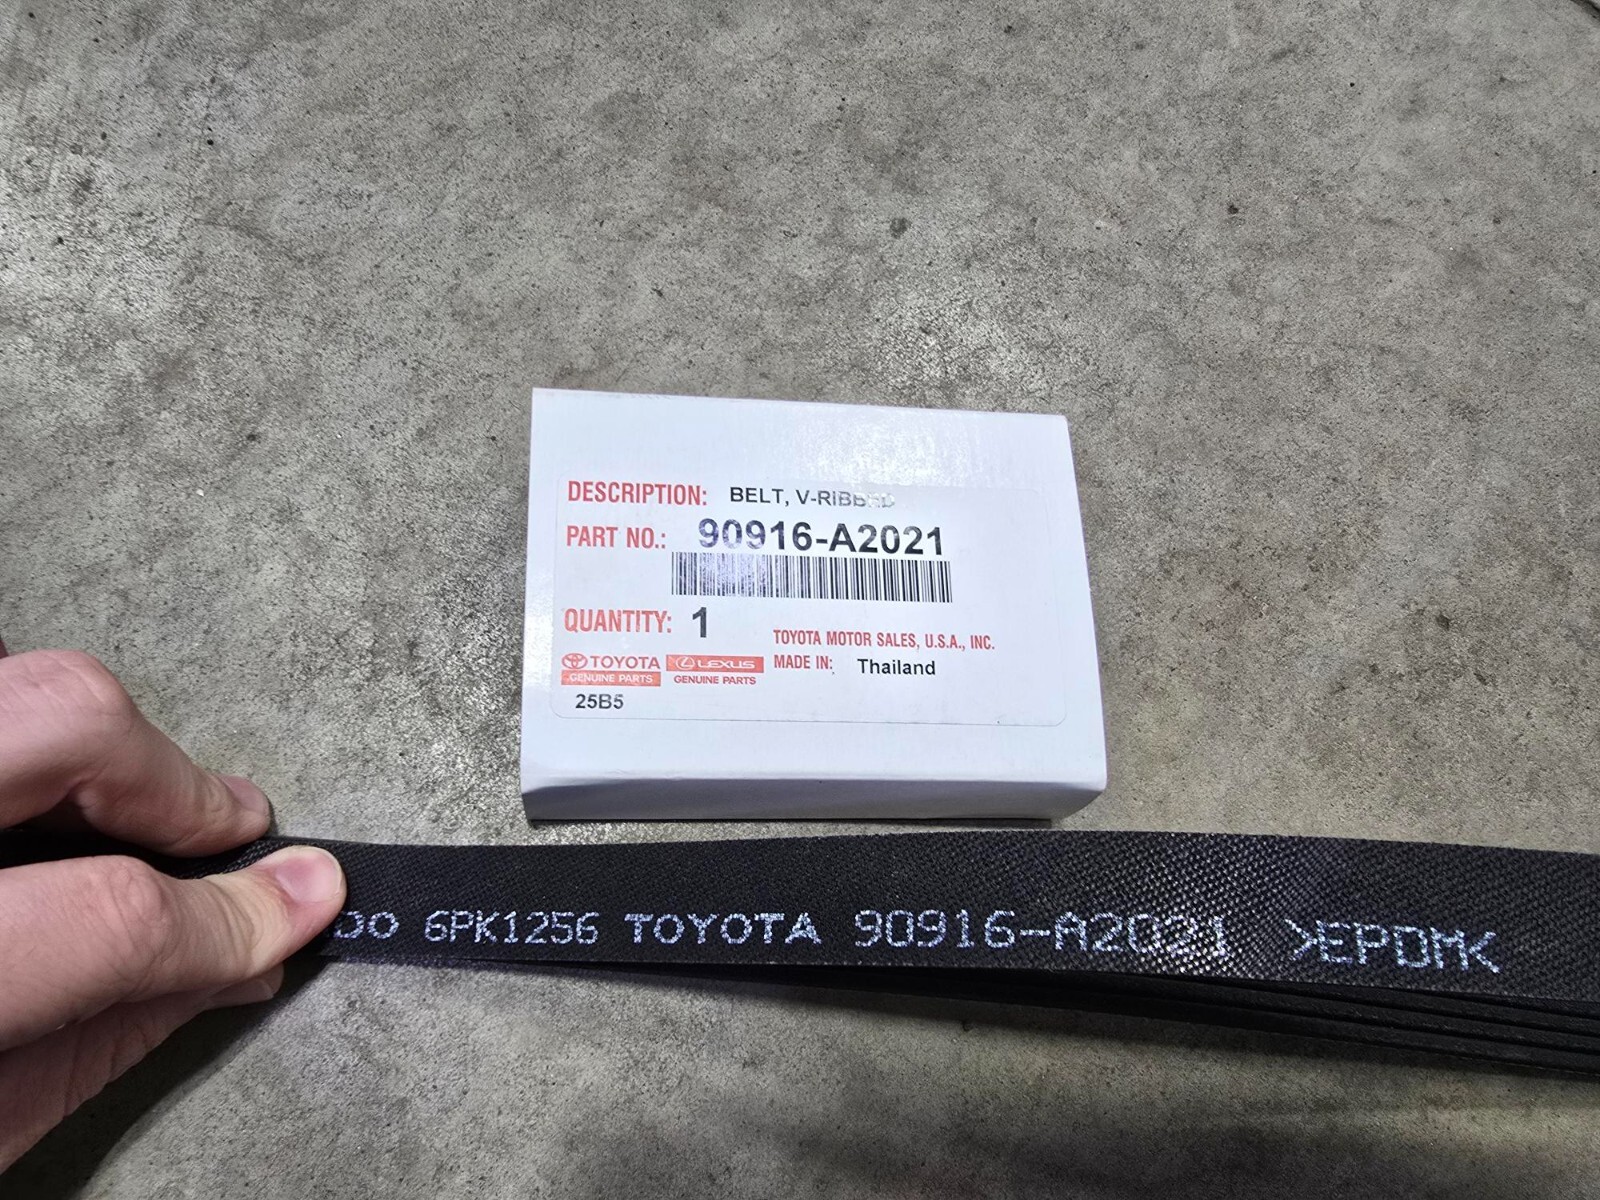 DESCRIPTION: BELT, V-RIBBED
PART NO.: 90916-A2021
QUANTITY: 1
TOYOTA MOTOR SALES, U.S.A., INC.
MADE IN: Thailand
TOYOTA
GENUINE PARTS
LEXUS
GENUINE PARTS
25B5
6PK1256 TOYOTA 90916-A2021 >EPDM<